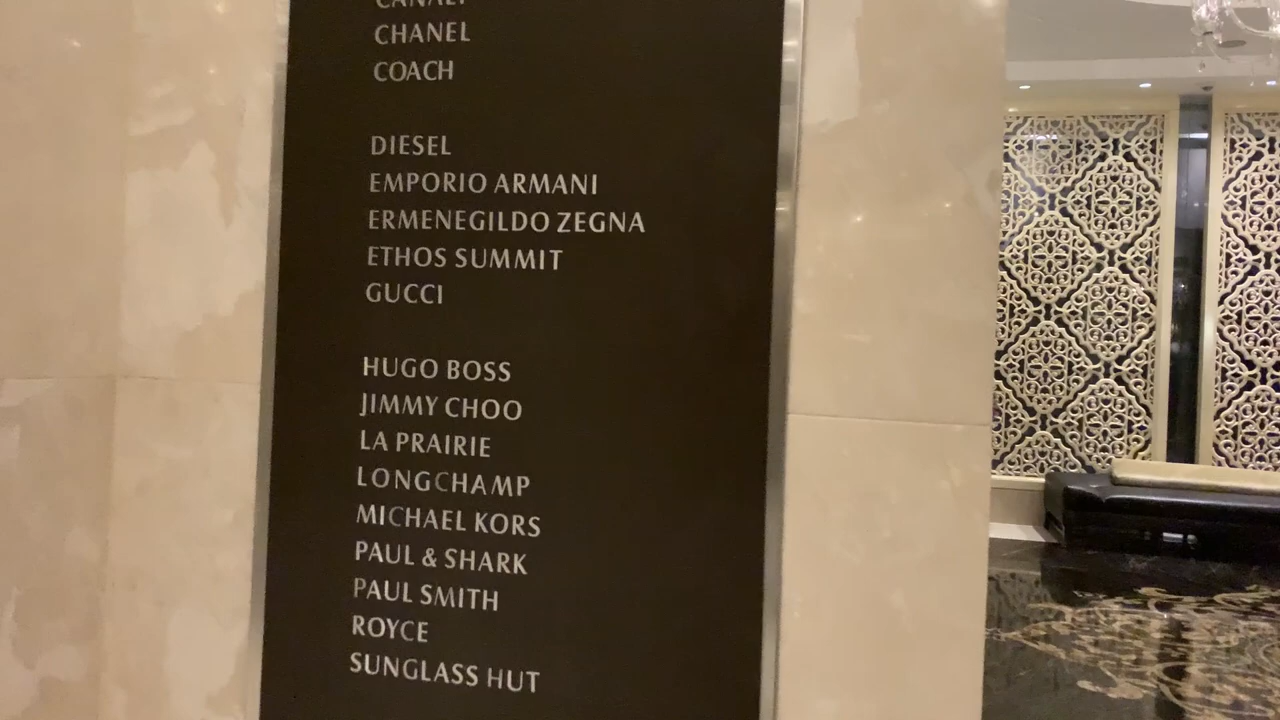 CANALI
CHANEL
COACH
DIESEL
EMPORIO ARMANI
ERMENEGILDO ZEGNA
ETHOS SUMMIT
GUCCI
HUGO BOSS
JIMMY CHOO
LA PRAIRIE
LONGCHAMP
MICHAEL KORS
PAUL & SHARK
PAUL SMITH
ROYCE
SUNGLASS HUT